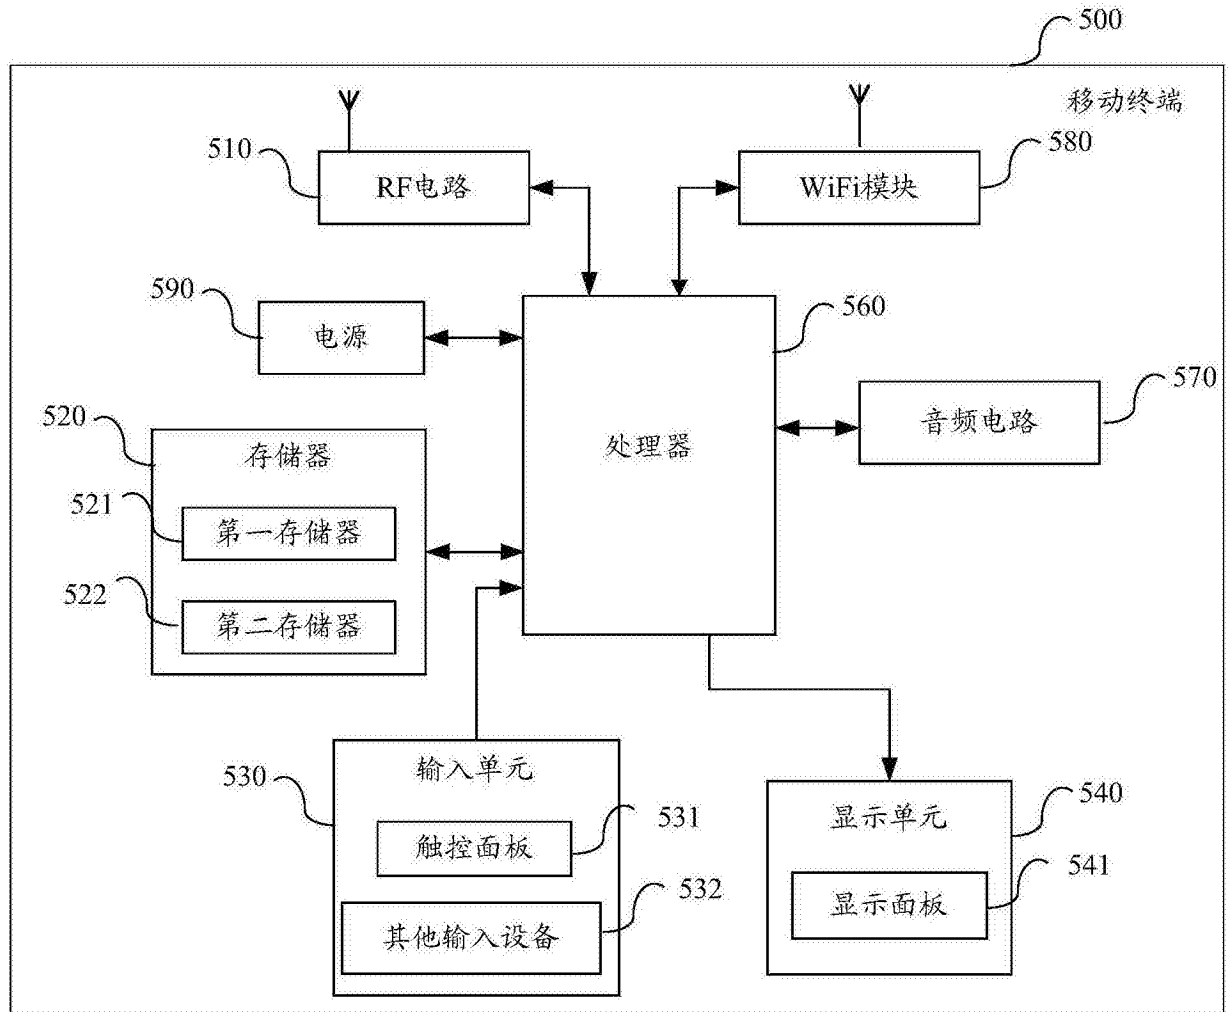 500
移动终端
510
RF电路
WiFi模块
580
590
电源
560
处理器
570
音频电路
520
存储器
521
第一存储器
522
第二存储器
530
输入单元
531
触控面板
532
其他输入设备
540
显示单元
541
显示面板